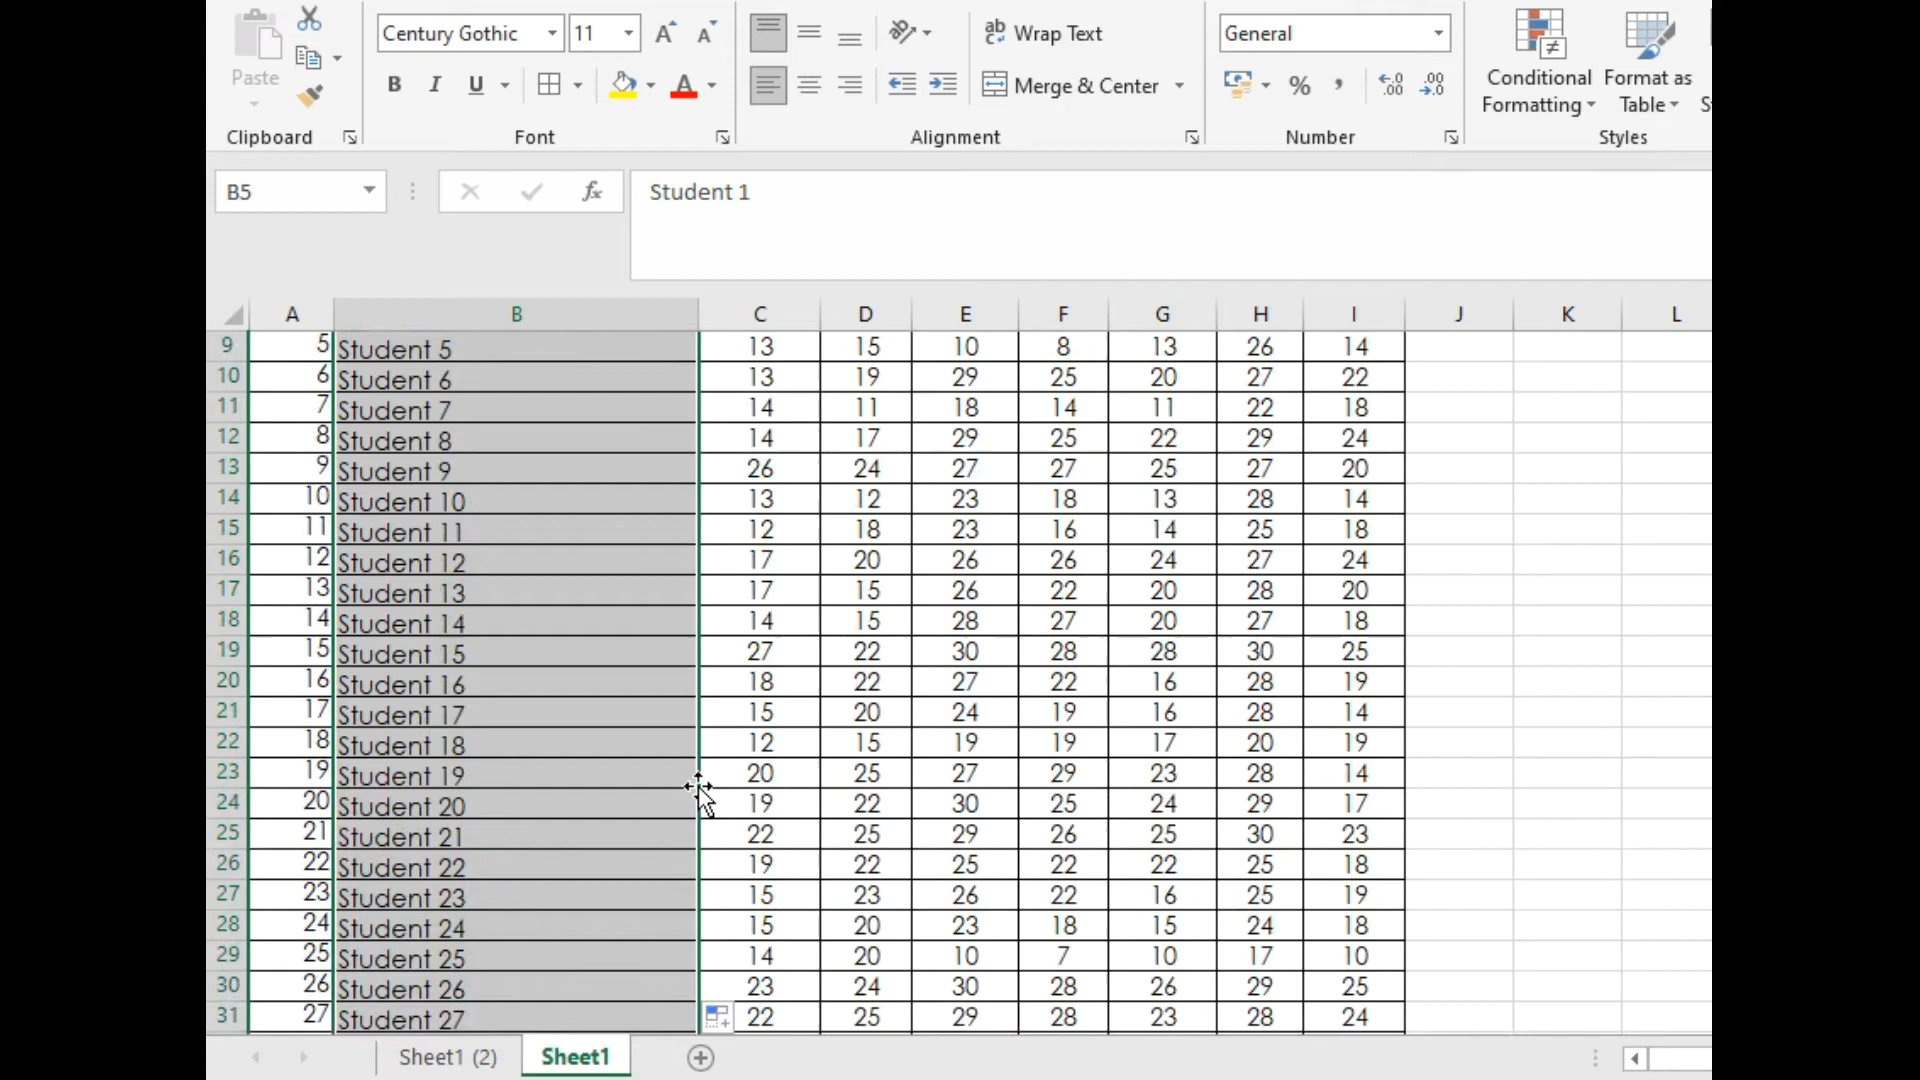 Century Gothic 11 ab Wrap Text General
Paste B I U A Merge & Center % , Conditional Formatting Format as Table
Clipboard Font Alignment Number Styles
B5 fx Student 1
A B C D E F G H I J K L
9 5 Student 5 13 15 10 8 13 26 14
10 6 Student 6 13 19 29 25 20 27 22
11 7 Student 7 14 11 18 14 11 22 18
12 8 Student 8 14 17 29 25 22 29 24
13 9 Student 9 26 24 27 27 25 27 20
14 10 Student 10 13 12 23 18 13 28 14
15 11 Student 11 12 18 23 16 14 25 18
16 12 Student 12 17 20 26 26 24 27 24
17 13 Student 13 17 15 26 22 20 28 20
18 14 Student 14 14 15 28 27 20 27 18
19 15 Student 15 27 22 30 28 28 30 25
20 16 Student 16 18 22 27 22 16 28 19
21 17 Student 17 15 20 24 19 16 28 14
22 18 Student 18 12 15 19 19 17 20 19
23 19 Student 19 20 25 27 29 23 28 14
24 20 Student 20 19 22 30 25 24 29 17
25 21 Student 21 22 25 29 26 25 30 23
26 22 Student 22 19 22 25 22 22 25 18
27 23 Student 23 15 23 26 22 16 25 19
28 24 Student 24 15 20 23 18 15 24 18
29 25 Student 25 14 20 10 7 10 17 10
30 26 Student 26 23 24 30 28 26 29 25
31 27 Student 27 22 25 29 28 23 28 24
Sheet1 (2) Sheet1